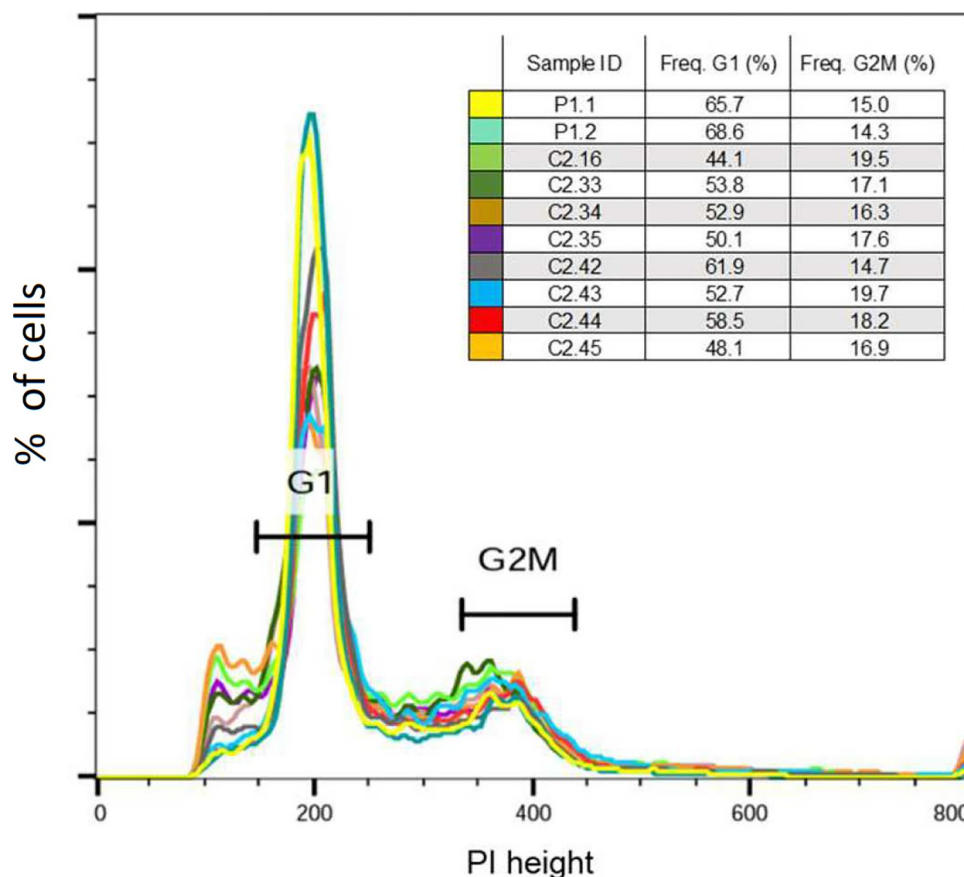 Sample ID Freq. G1 (%) Freq. G2M (%)
P1.1 65.7 15.0
P1.2 68.6 14.3
C2.16 44.1 19.5
C2.33 53.8 17.1
C2.34 52.9 16.3
C2.35 50.1 17.6
C2.42 61.9 14.7
C2.43 52.7 19.7
C2.44 58.5 18.2
C2.45 48.1 16.9
% of cells
G1
G2M
0 200 400 600 800
PI height